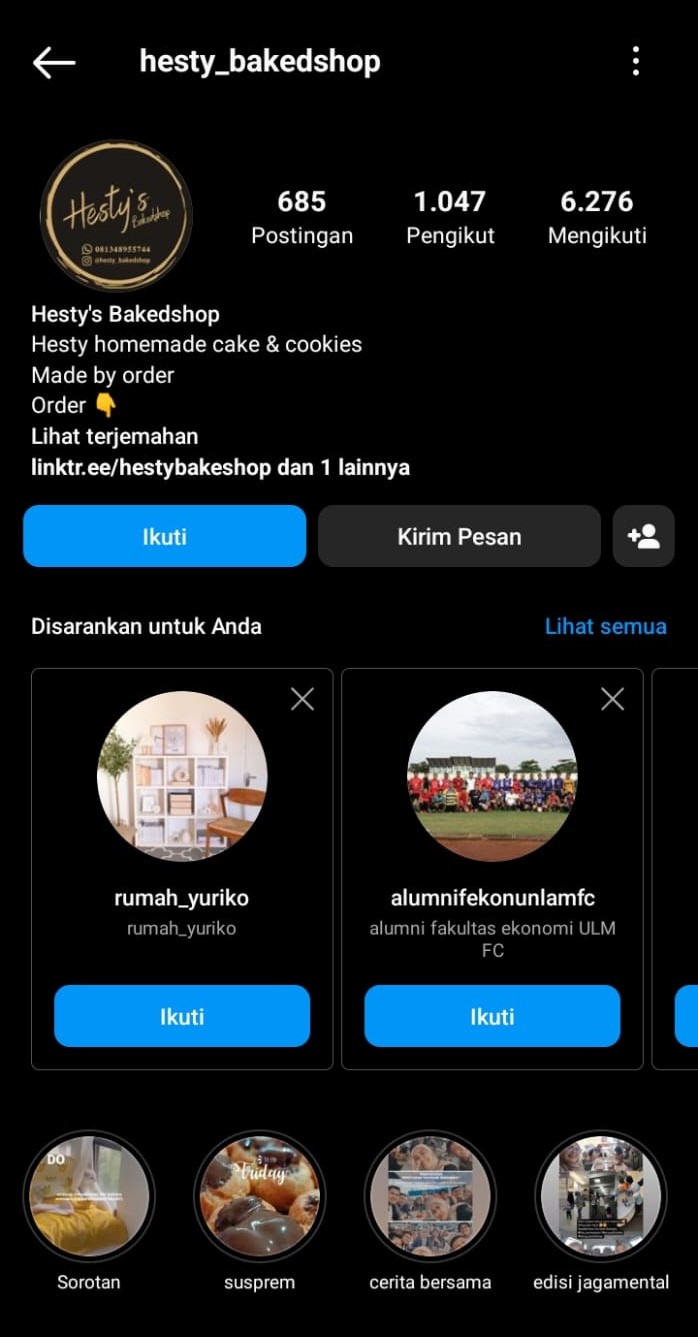 hesty_bakedshop
Hesty's
Bakedshop
081348955744
@hesty_bakedshop
685
Postingan
1.047
Pengikut
6.276
Mengikuti
Hesty's Bakedshop
Hesty homemade cake & cookies
Made by order
Order 👇
Lihat terjemahan
linktr.ee/hestybakeshop dan 1 lainnya
Ikuti
Kirim Pesan
Disarankan untuk Anda
Lihat semua
rumah_yuriko
rumah_yuriko
Ikuti
alumnifekonunlamfc
alumni fakultas ekonomi ULM
FC
Ikuti
DO
Friday
Sorotan
susprem
cerita bersama
edisi jagamental